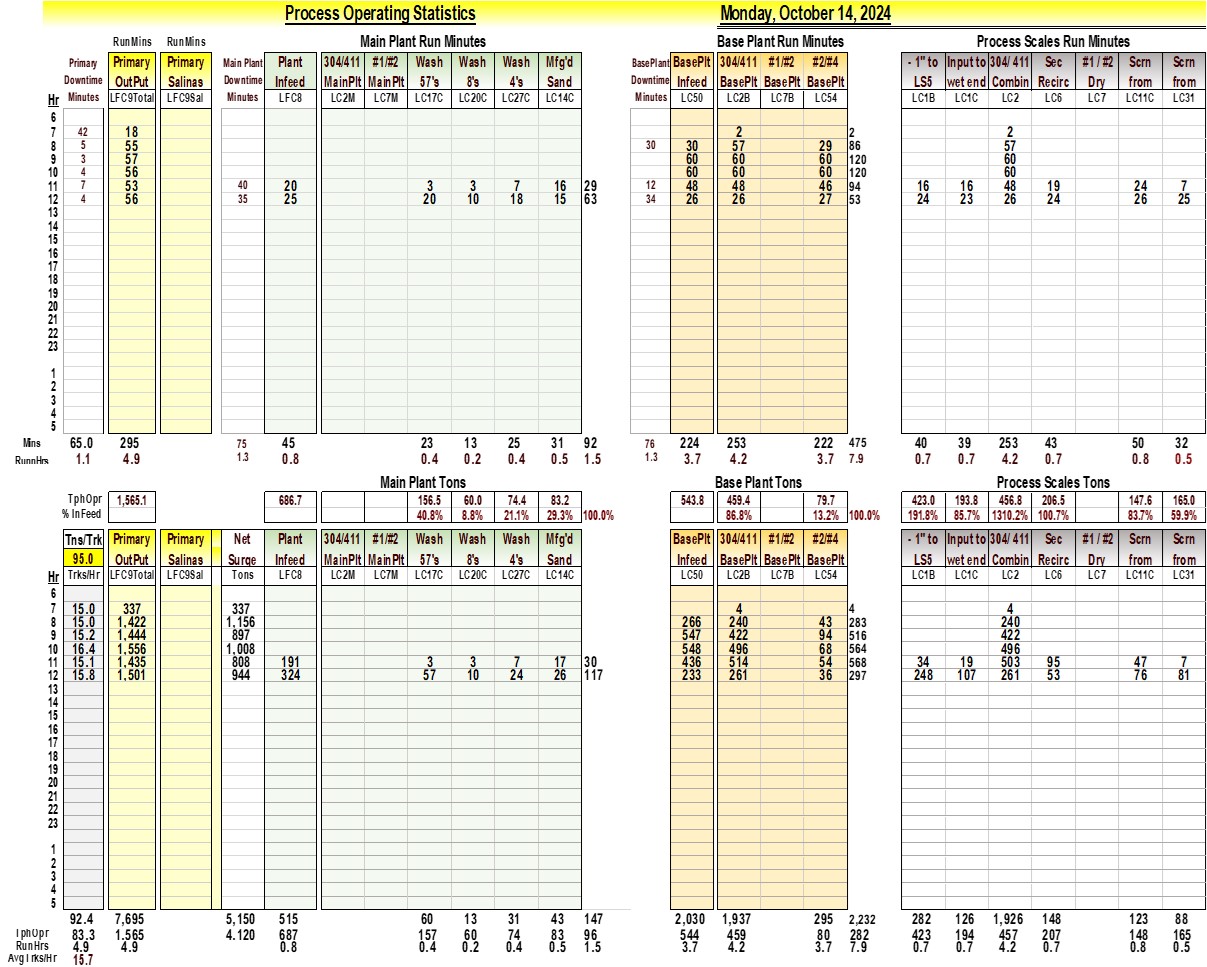 Process Operating Statistics Monday, October 14, 2024
RunMins RunMins Main Plant Run Minutes Base Plant Run Minutes Process Scales Run Minutes
Primary Primary Primary Main Plant Plant 304/411 #1/#2 Wash Wash Wash Mfg'd BasePlant BasePlt 304/411 #1/#2 #2/#4 - 1" to Input to 304/ 411 Sec #1 / #2 Scrn Scrn
Downtime OutPut Salinas Downtime Infeed MainPlt MainPlt 57's 8's 4's Sand Downtime Infeed BasePlt BasePlt BasePlt LS5 wet end Combin Recirc Dry from from
Hr Minutes LFC9Total LFC9Sal Minutes LFC8 LC2M LC7M LC17C LC20C LC27C LC14C Minutes LC50 LC2B LC7B LC54 LC1B LC1C LC2 LC6 LC7 LC11C LC31
6
7 42 18 2 2 2
8 5 55 30 30 57 29 86 57
9 3 57 60 60 60 120 60
10 4 56 60 60 60 120 60
11 7 53 40 20 3 3 7 16 29 12 48 48 46 94 16 16 48 19 24 7
12 4 56 35 25 20 10 18 15 63 34 26 26 27 53 24 23 26 24 26 25
13
14
15
16
17
18
19
20
21
22
23
1
2
3
4
5
Mins 65.0 295 75 45 23 13 25 31 92 76 224 253 222 475 40 39 253 43 50 32
RunnHrs 1.1 4.9 1.3 0.8 0.4 0.2 0.4 0.5 1.5 1.3 3.7 4.2 3.7 7.9 0.7 0.7 4.2 0.7 0.8 0.5
Main Plant Tons Base Plant Tons Process Scales Tons
TphOpr 1,565.1 686.7 156.5 60.0 74.4 83.2 543.8 459.4 79.7 423.0 193.8 456.8 206.5 147.6 165.0
% InFeed 40.8% 8.8% 21.1% 29.3% 100.0% 86.8% 13.2% 100.0% 191.8% 85.7% 1310.2% 100.7% 83.7% 59.9%
Tns/Trk Primary Primary Net Plant 304/411 #1/#2 Wash Wash Wash Mfg'd BasePlt 304/411 #1/#2 #2/#4 - 1" to Input to 304/ 411 Sec #1 / #2 Scrn Scrn
95.0 OutPut Salinas Surge Infeed MainPlt MainPlt 57's 8's 4's Sand Infeed BasePlt BasePlt BasePlt LS5 wet end Combin Recirc Dry from from
Hr Trks/Hr LFC9Total LFC9Sal Tons LFC8 LC2M LC7M LC17C LC20C LC27C LC14C LC50 LC2B LC7B LC54 LC1B LC1C LC2 LC6 LC7 LC11C LC31
6
7 15.0 337 337 4 4 4
8 15.0 1,422 1,156 266 240 43 283 240
9 15.2 1,444 897 547 422 94 516 422
10 16.4 1,556 1,008 548 496 68 564 496
11 15.1 1,435 808 191 3 3 7 17 30 436 514 54 568 34 19 503 95 47 7
12 15.8 1,501 944 324 57 10 24 26 117 233 261 36 297 248 107 261 53 76 81
13
14
15
16
17
18
19
20
21
22
23
1
2
3
4
5
92.4 7,695 5,150 515 60 13 31 43 147 2,030 1,937 295 2,232 282 126 1,926 148 123 88
TphOpr 83.3 1,565 4.120 687 157 60 74 83 96 544 459 80 282 423 194 457 207 148 165
RunHrs 4.9 4.9 0.8 0.4 0.2 0.4 0.5 1.5 3.7 4.2 3.7 7.9 0.7 0.7 4.2 0.7 0.8 0.5
AvgTrks/Hr 15.7